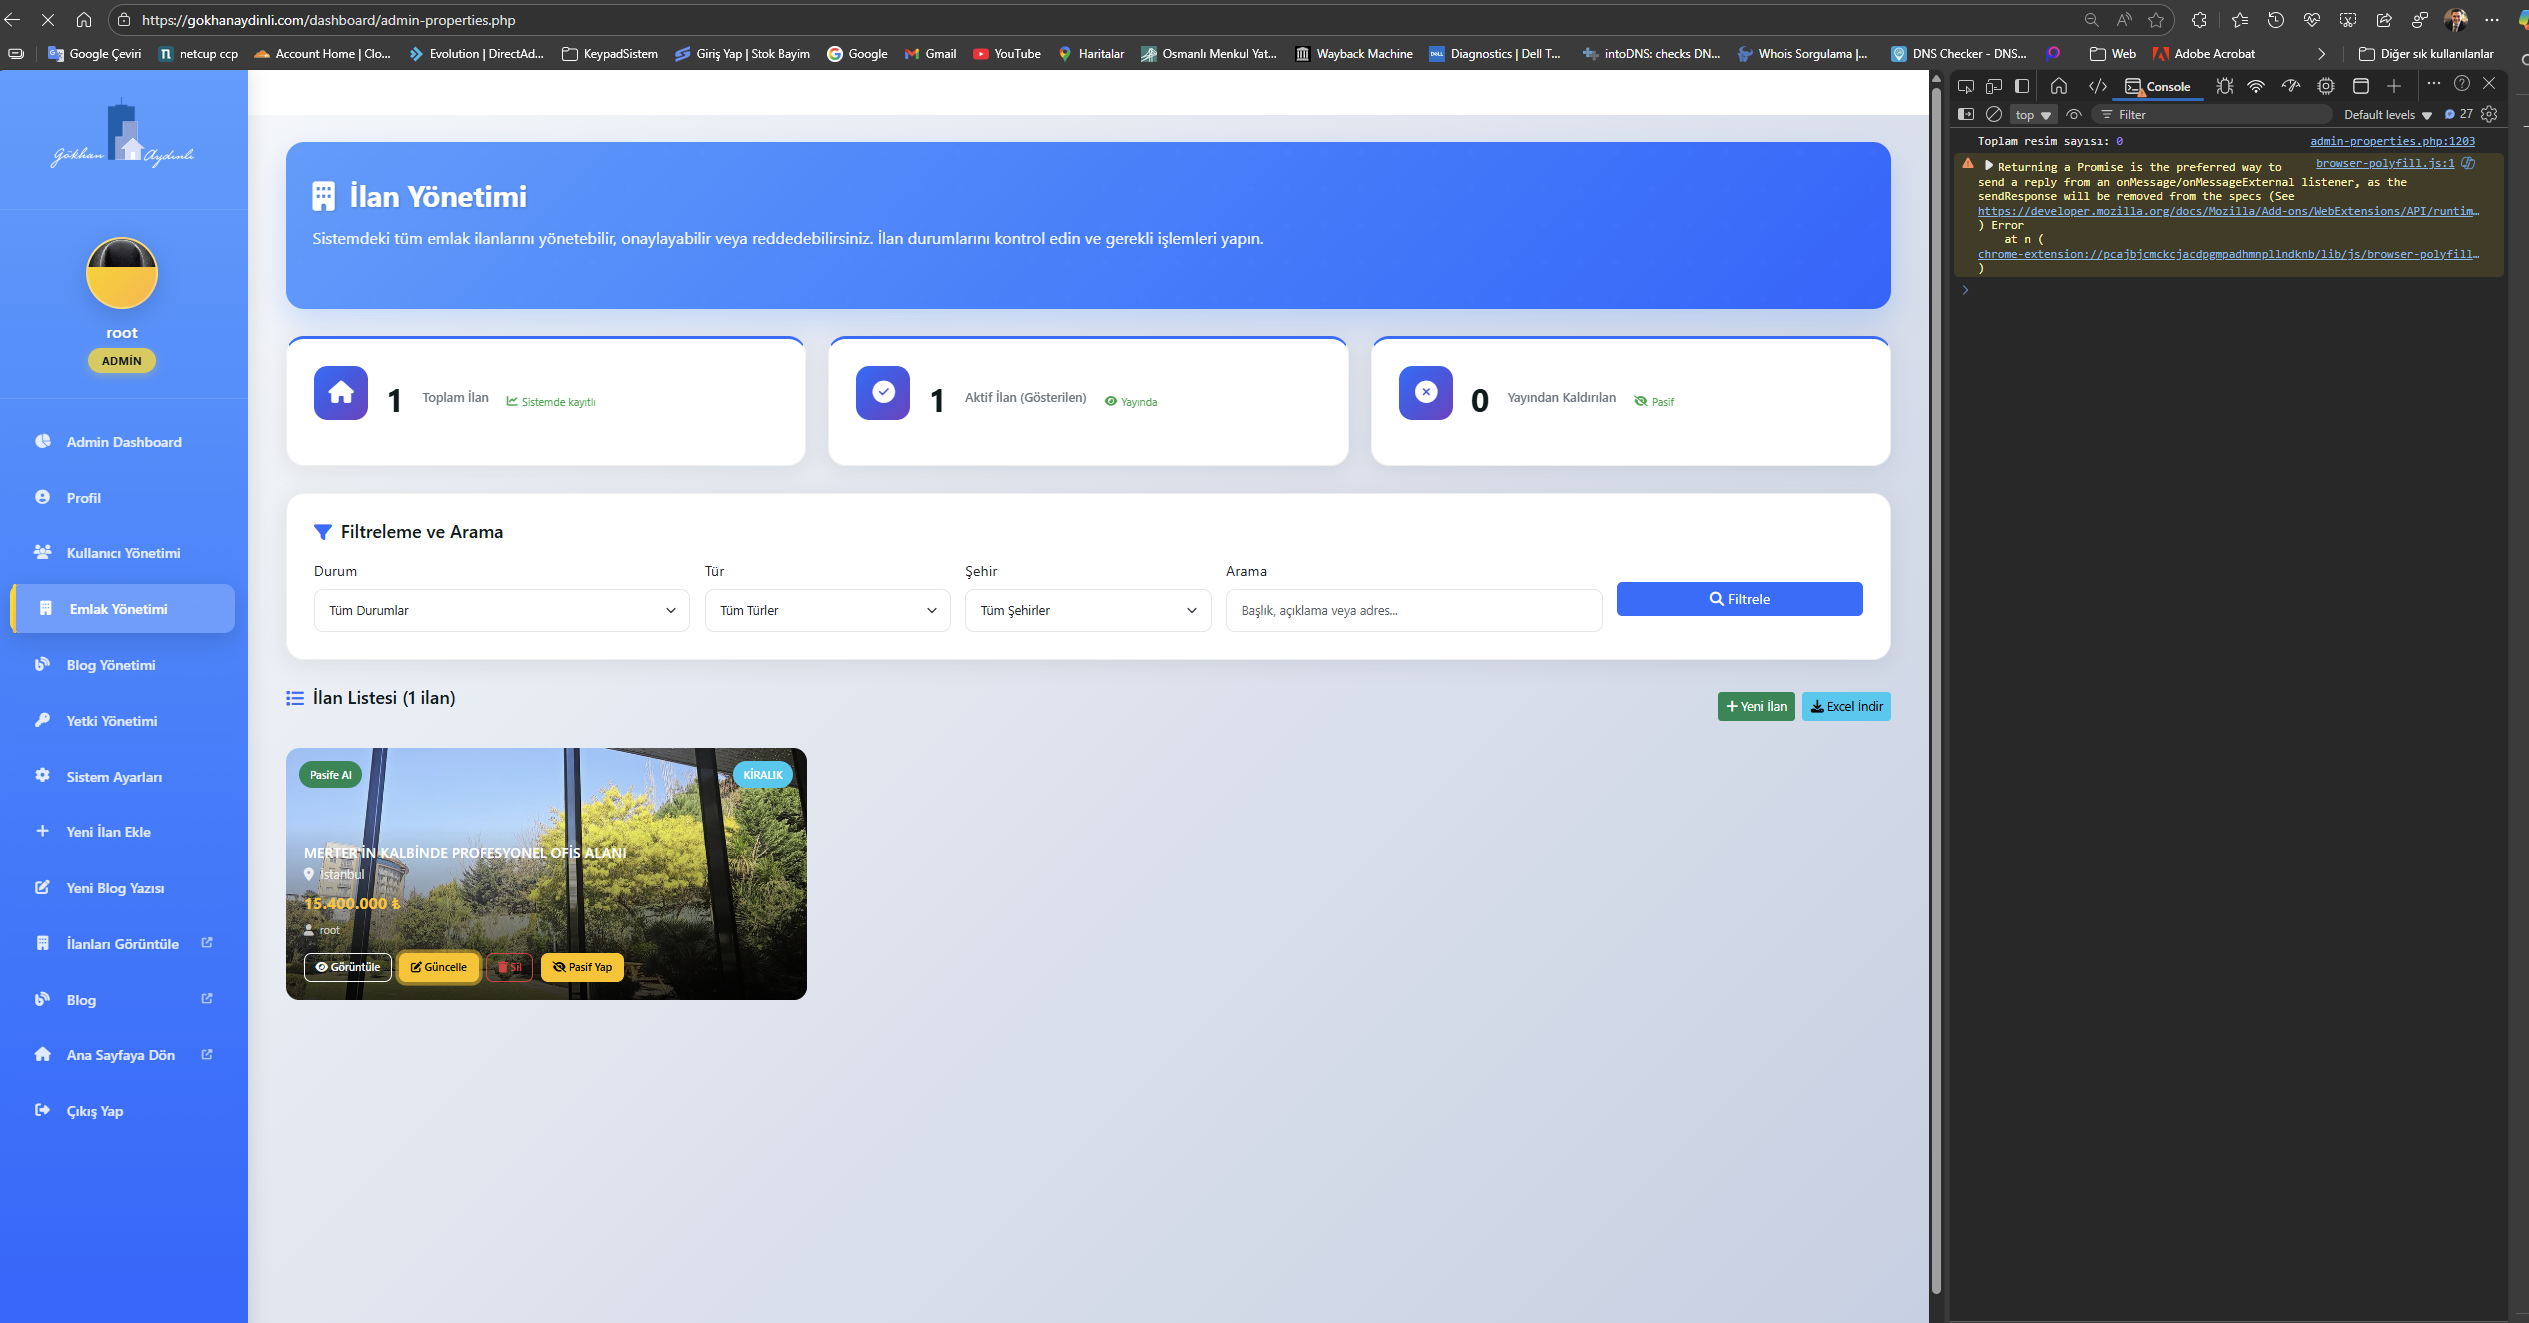 https://gokhanaydinli.com/dashboard/admin-properties.php
Google Çeviri
netcup ccp
Account Home | Clo...
Evolution | DirectAd...
KeypadSistem
Giriş Yap | Stok Bayim
Google
Gmail
YouTube
Haritalar
Osmanlı Menkul Yat...
Wayback Machine
Diagnostics | Dell T...
intoDNS: checks DN...
Whois Sorgulama |...
DNS Checker - DNS...
Web
Adobe Acrobat
Diğer sık kullanılanlar
Gökhan Aydınlı
root
ADMİN
Admin Dashboard
Profil
Kullanıcı Yönetimi
Emlak Yönetimi
Blog Yönetimi
Yetki Yönetimi
Sistem Ayarları
Yeni İlan Ekle
Yeni Blog Yazısı
İlanları Görüntüle
Blog
Ana Sayfaya Dön
Çıkış Yap
İlan Yönetimi
Sistemdeki tüm emlak ilanlarını yönetebilir, onaylayabilir veya reddedebilirsiniz. İlan durumlarını kontrol edin ve gerekli işlemleri yapın.
1 Toplam İlan Sistemde kayıtlı
1 Aktif İlan (Gösterilen) Yayında
0 Yayından Kaldırılan Pasif
Filtreleme ve Arama
Durum Tür Şehir Arama
Tüm Durumlar Tüm Türler Tüm Şehirler Başlık, açıklama veya adres... Filtrele
İlan Listesi (1 ilan)
Yeni İlan Excel İndir
Pasife Al KİRALIK
MERTER'İN KALBİNDE PROFESYONEL OFİS ALANI
İstanbul
15.400.000 ₺
root
Görüntüle Güncelle Sil Pasif Yap
Console
top Filter Default levels 27
Toplam resim sayısı: 0 admin-properties.php:1203
Returning a Promise is the preferred way to browser-polyfill.js:1
send a reply from an onMessage/onMessageExternal listener, as the
sendResponse will be removed from the specs (See
https://developer.mozilla.org/docs/Mozilla/Add-ons/WebExtensions/API/runtim…
) Error
at n (
chrome-extension://pcajbjcmckcjacdpgmpadhmnpllndknb/lib/js/browser-polyfill…
)